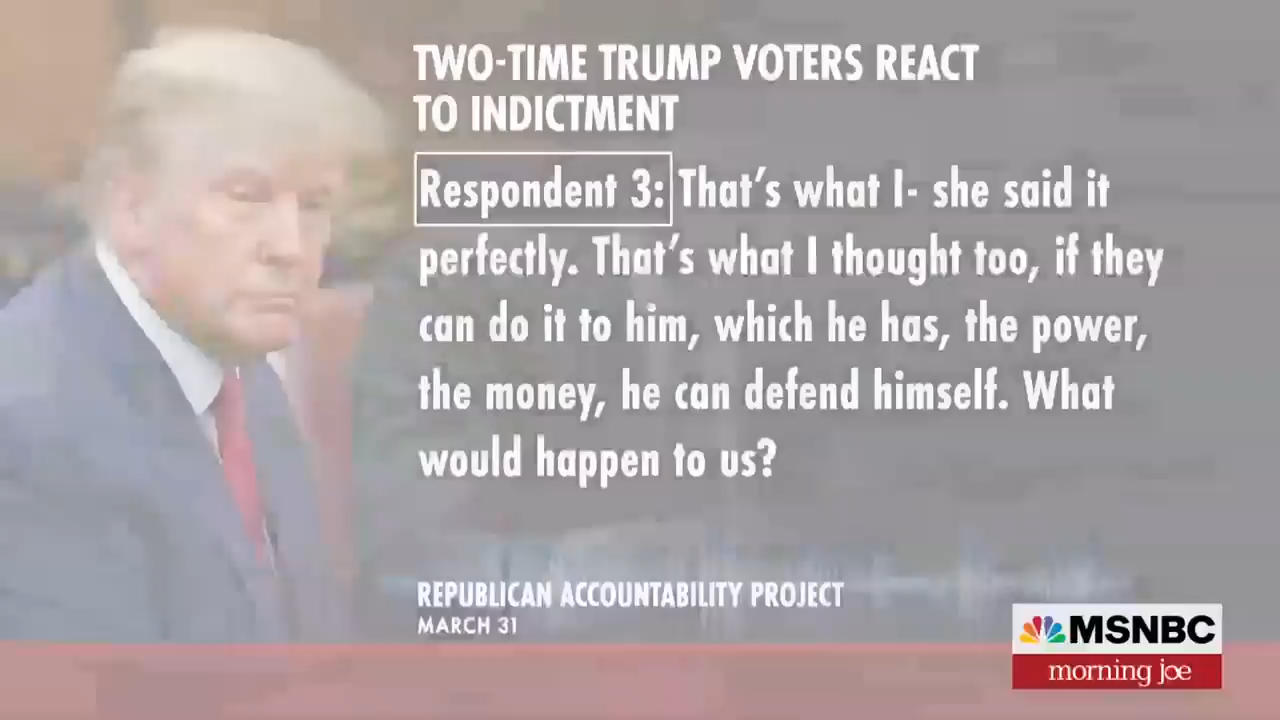 TWO-TIME TRUMP VOTERS REACT
TO INDICTMENT
Respondent 3: That's what I- she said it
perfectly. That's what I thought too, if they
can do it to him, which he has, the power,
the money, he can defend himself. What
would happen to us?
REPUBLICAN ACCOUNTABILITY PROJECT
MARCH 31
MSNBC
morning joe